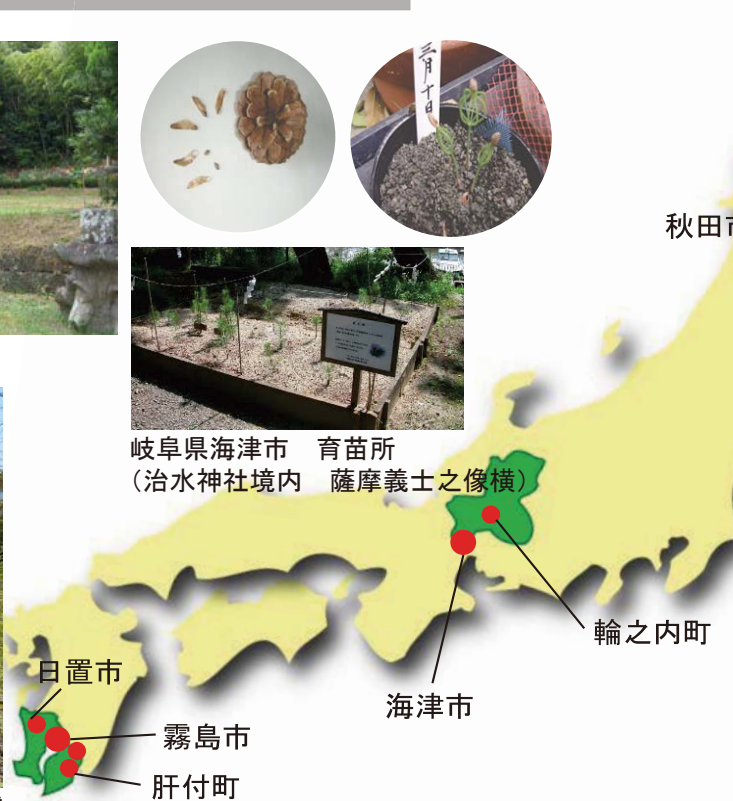 三月十日
秋田市
岐阜県海津市　育苗所
（治水神社境内　薩摩義士之像横）
輪之内町
日置市
海津市
霧島市
肝付町